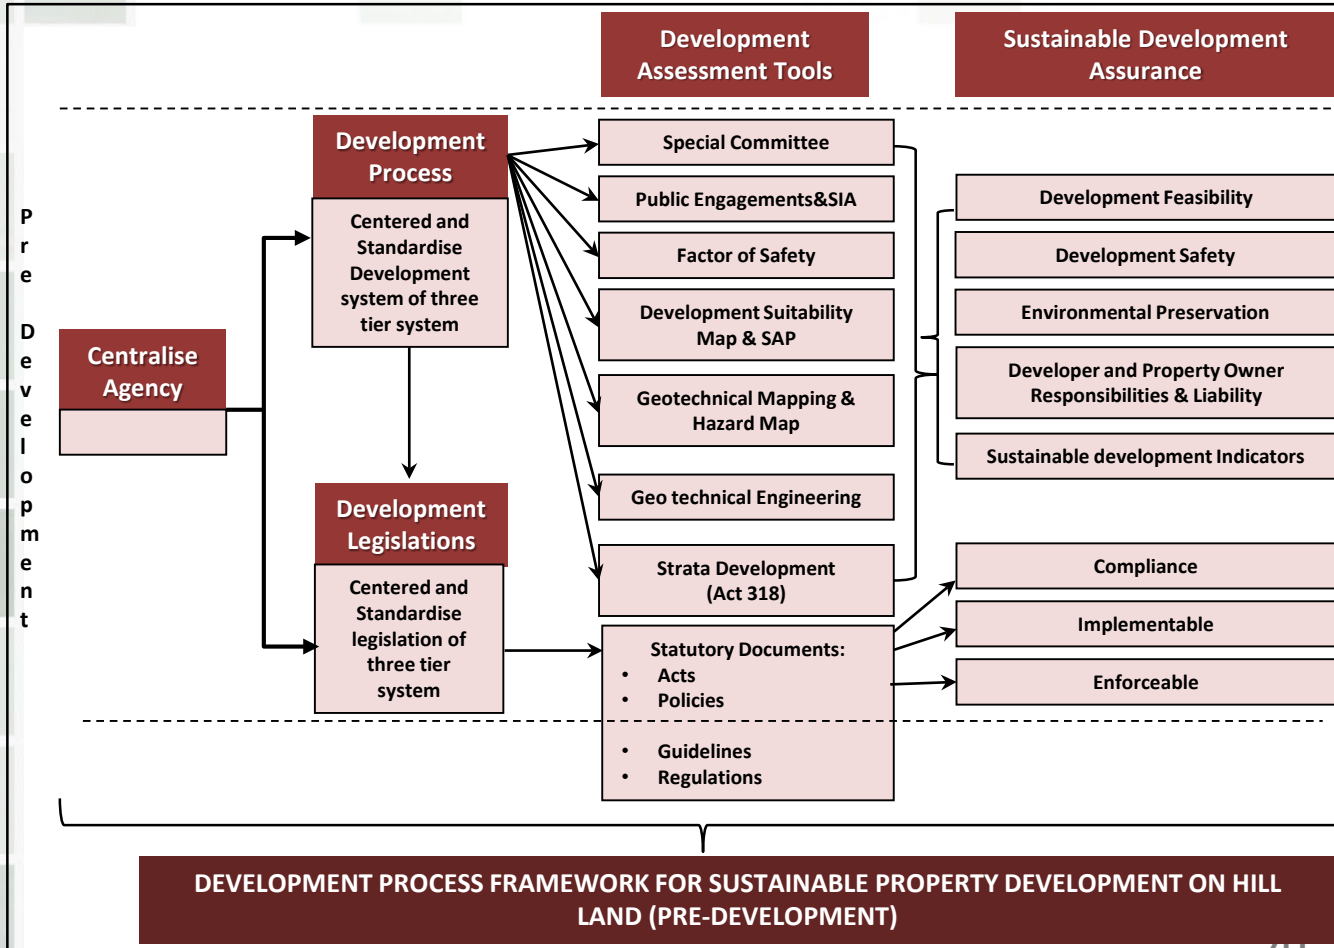 Development
Assessment Tools
Sustainable Development
Assurance
Pre Development
Centralise
Agency
Development
Process
Centered and
Standardise
Development
system of three
tier system
Development
Legislations
Centered and
Standardise
legislation of
three tier
system
Special Committee
Public Engagements&SIA
Factor of Safety
Development Suitability
Map & SAP
Geotechnical Mapping &
Hazard Map
Geo technical Engineering
Strata Development
(Act 318)
Statutory Documents:
• Acts
• Policies
• Guidelines
• Regulations
Development Feasibility
Development Safety
Environmental Preservation
Developer and Property Owner
Responsibilities & Liability
Sustainable development Indicators
Compliance
Implementable
Enforceable
DEVELOPMENT PROCESS FRAMEWORK FOR SUSTAINABLE PROPERTY DEVELOPMENT ON HILL
LAND (PRE-DEVELOPMENT)